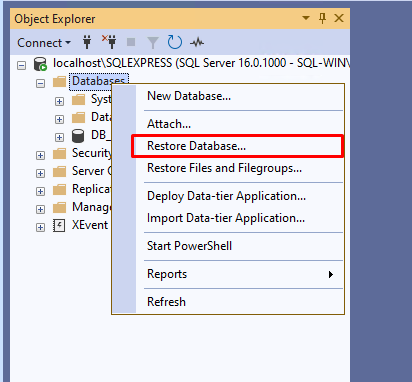 Object Explorer
Connect
localhost\SQLEXPRESS (SQL Server 16.0.1000 - SQL-WIN\
Databases
Syst
Data
DB_
Security
Server O
Replicat
Manage
XEvent
New Database...
Attach...
Restore Database...
Restore Files and Filegroups...
Deploy Data-tier Application...
Import Data-tier Application...
Start PowerShell
Reports
Refresh